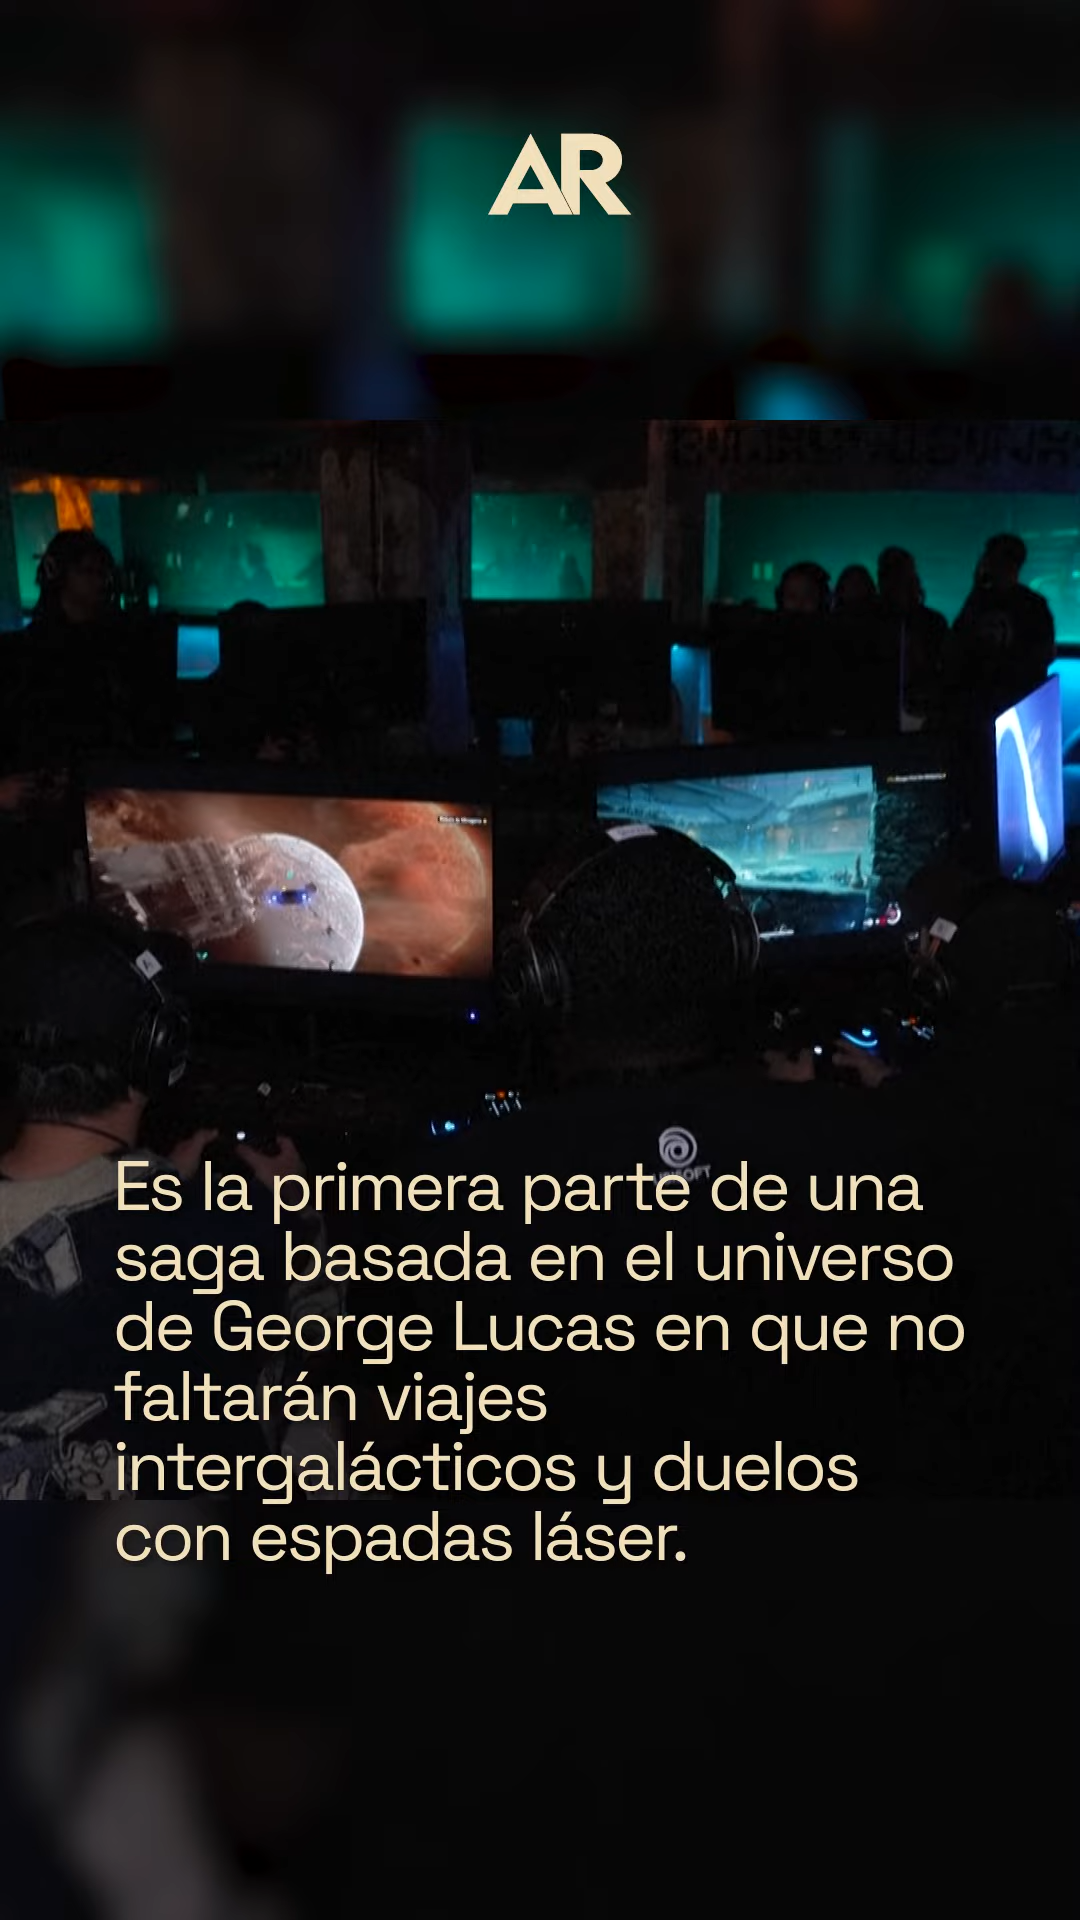 AR
Es la primera parte de una
saga basada en el universo
de George Lucas en que no
faltarán viajes
intergalácticos y duelos
con espadas láser.